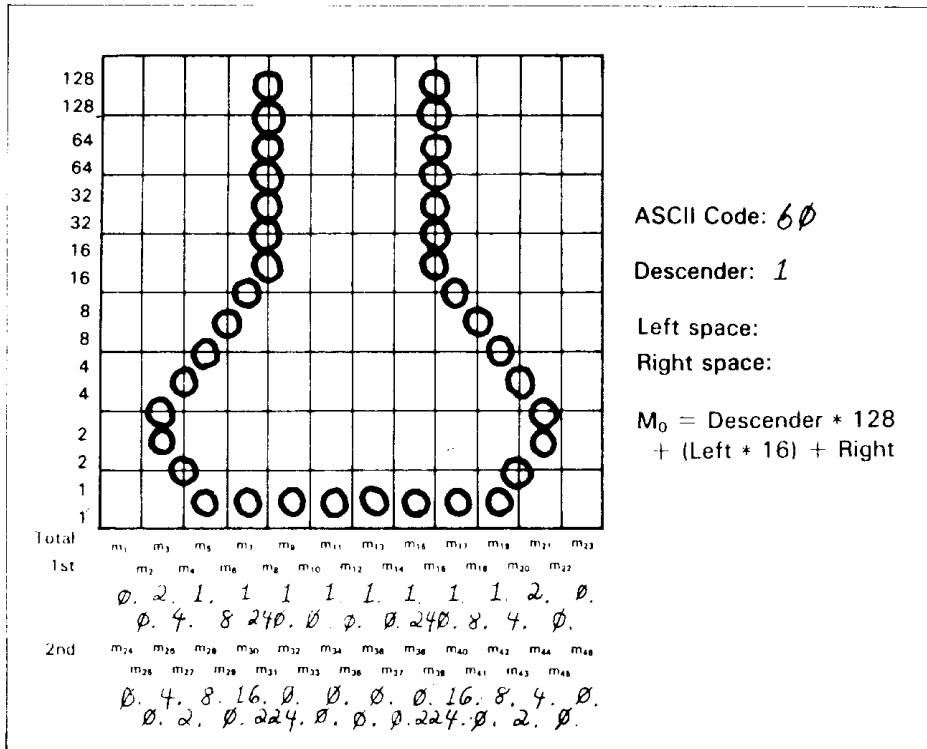 128
128
64
64
32
32
16
16
8
8
4
4
2
2
1
1
ASCII Code: 6Ø
Descender: 1
Left space:
Right space:
M₀ = Descender * 128
+ (Left * 16) + Right
Total m₁ m₃ m₅ m₇ m₉ m₁₁ m₁₃ m₁₅ m₁₇ m₁₉ m₂₁ m₂₃
1st m₂ m₄ m₆ m₈ m₁₀ m₁₂ m₁₄ m₁₆ m₁₈ m₂₀ m₂₂
Ø. 2. 1. 1 1 1. 1. 1. 1. 1. 2. Ø.
Ø. 4. 8 24Ø. Ø Ø. Ø. 24Ø. 8. 4. Ø.
2nd m₂₄ m₂₆ m₂₈ m₃₀ m₃₂ m₃₄ m₃₆ m₃₈ m₄₀ m₄₂ m₄₄ m₄₆
m₂₅ m₂₇ m₂₉ m₃₁ m₃₃ m₃₅ m₃₇ m₃₉ m₄₁ m₄₃ m₄₅
Ø. 4. 8. 16. Ø. Ø. Ø. Ø. 16. 8. 4. Ø.
Ø. 2. Ø. 224. Ø. Ø. Ø. 224. Ø. 2. Ø.